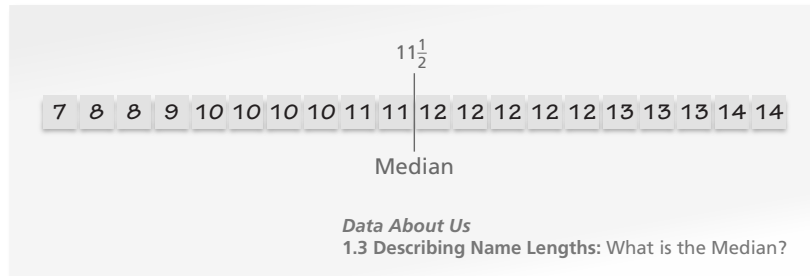 11½
7 8 8 9 10 10 10 10 11 11 12 12 12 12 12 13 13 13 14 14
Median
Data About Us
1.3 Describing Name Lengths: What is the Median?